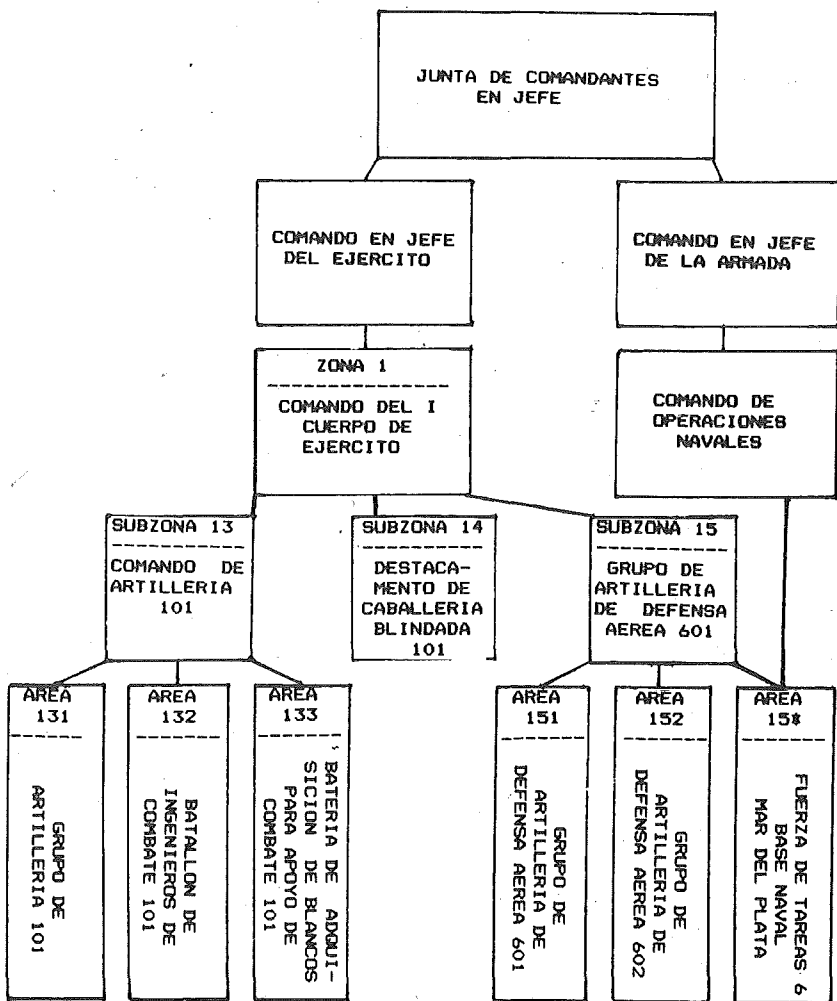 JUNTA DE COMANDANTES
EN JEFE
COMANDO EN JEFE
DEL EJERCITO
COMANDO EN JEFE
DE LA ARMADA
ZONA 1
COMANDO DEL I
CUERPO DE
EJERCITO
COMANDO DE
OPERACIONES
NAVALES
SUBZONA 13
COMANDO DE
ARTILLERIA
101
SUBZONA 14
DESTACA-
MENTO DE
CABALLERIA
BLINDADA
101
SUBZONA 15
GRUPO DE
ARTILLERIA
DE DEFENSA
AEREA 601
AREA
131
GRUPO DE
ARTILLERIA 101
AREA
132
BATALLON DE
INGENIEROS DE
COMBATE 101
AREA
133
BATERIA DE ADQUI-
SICION DE BLANCOS
PARA APOYO DE
COMBATE 101
AREA
151
GRUPO DE
ARTILLERIA DE
DEFENSA AEREA 601
AREA
152
GRUPO DE
ARTILLERIA DE
DEFENSA AEREA 602
AREA
15*
FUERZA DE TAREAS 6
BASE NAVAL
MAR DEL PLATA